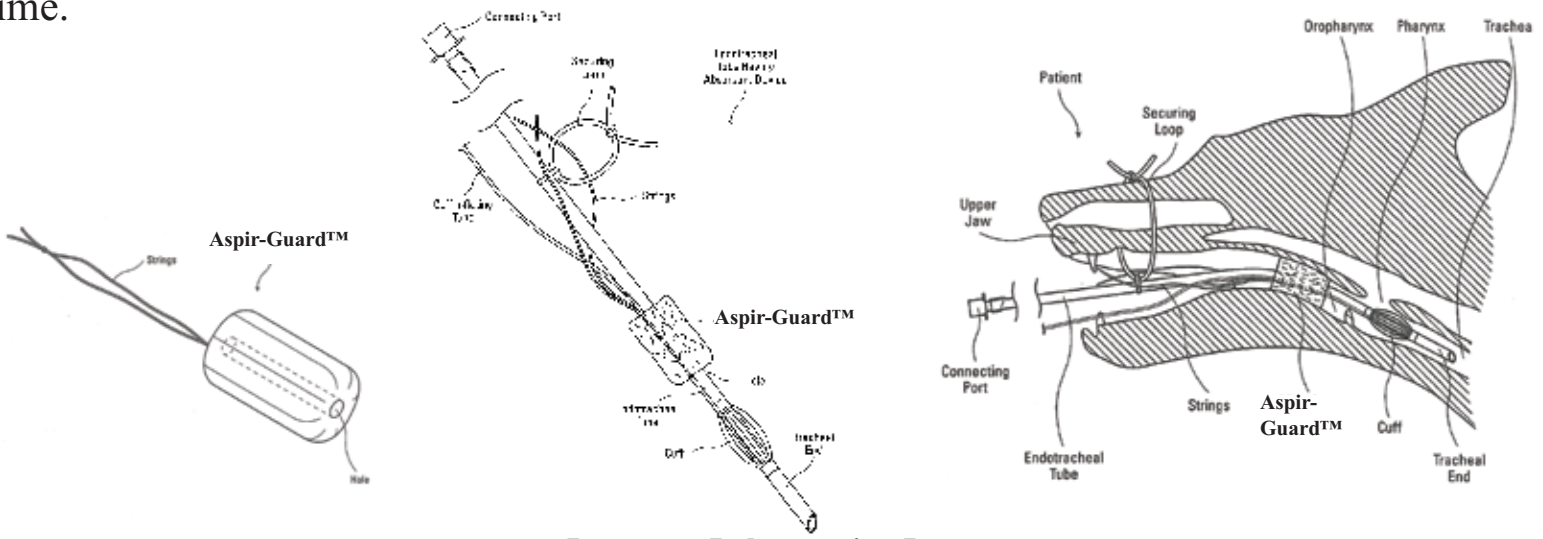 ime.
Aspir-Guard™
Strings
Hole
Connecting Port
Securing
Strings
Aspir-Guard™
Cuff
Oropharynx
Pharynx
Trachea
Patient
Securing
Loop
Upper
Jaw
Connecting
Port
Strings
Aspir-
Guard™
Cuff
Endotracheal
Tube
Tracheal
End